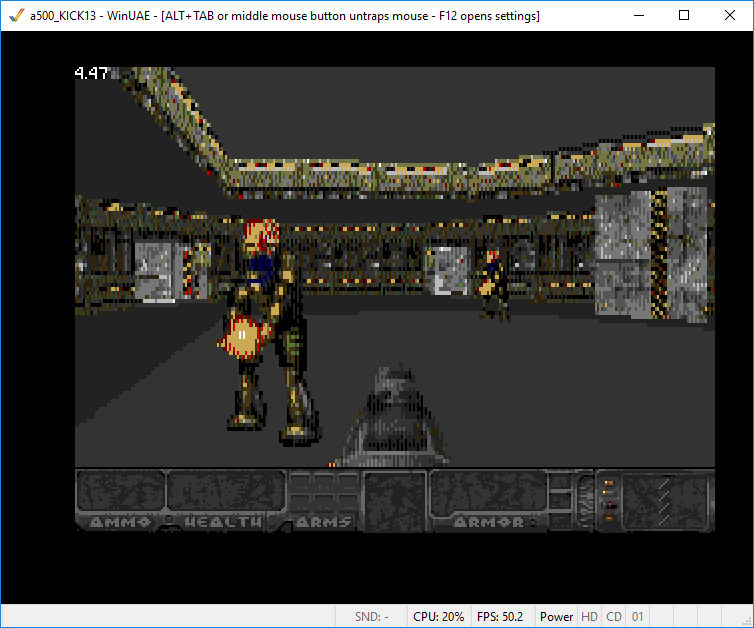 a500_KICK13 - WinUAE - [ALT+TAB or middle mouse button untraps mouse - F12 opens settings]
4.47
AMMO HEALTH ARMS ARMOR
SND: - CPU: 20% FPS: 50.2 Power HD CD 01